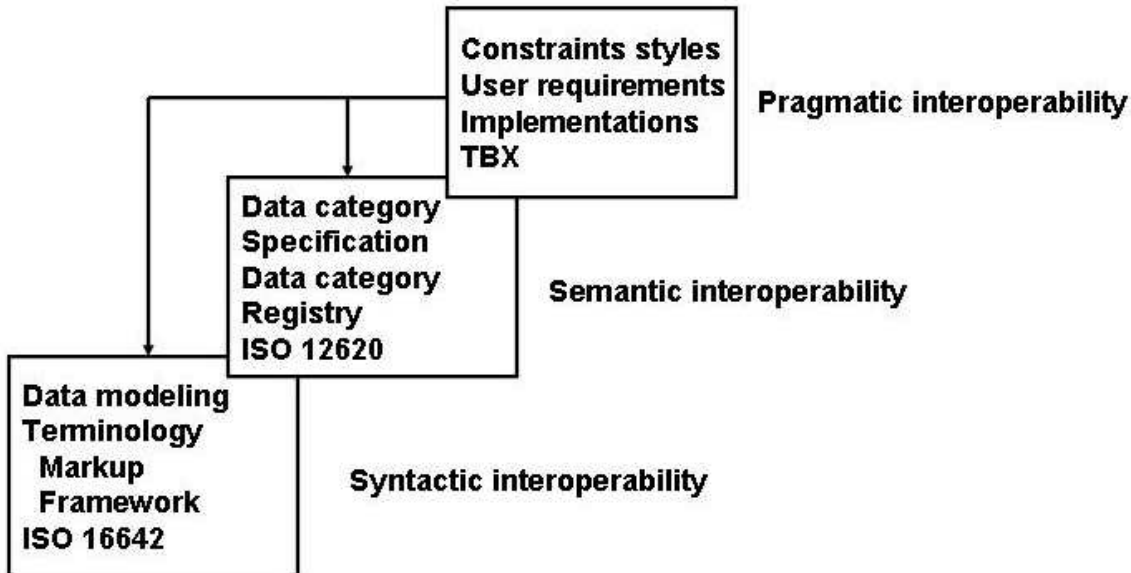 Constraints styles
User requirements
Implementations
TBX
Pragmatic interoperability
Data category
Specification
Data category
Registry
ISO 12620
Semantic interoperability
Data modeling
Terminology
Markup
Framework
ISO 16642
Syntactic interoperability